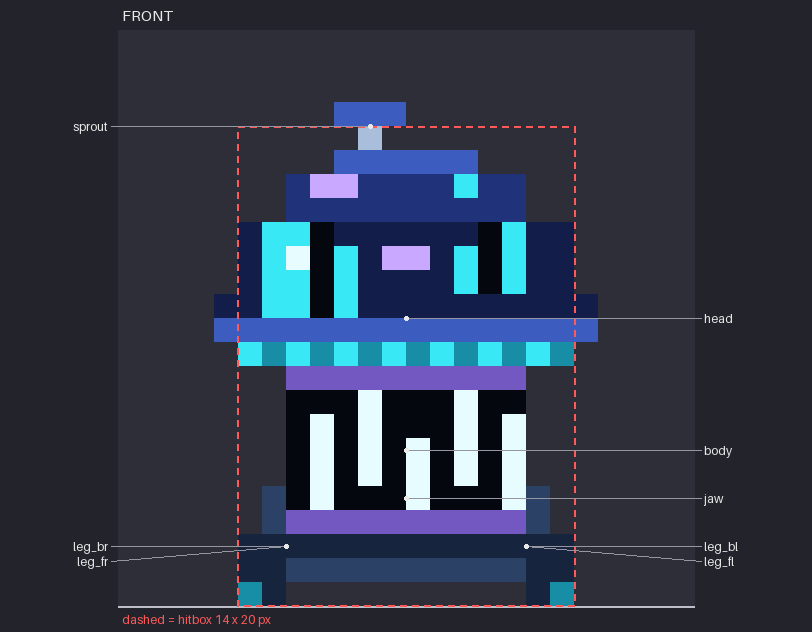 FRONT
sprout
head
body
jaw
leg_br
leg_bl
leg_fr
leg_fl
dashed = hitbox 14 x 20 px